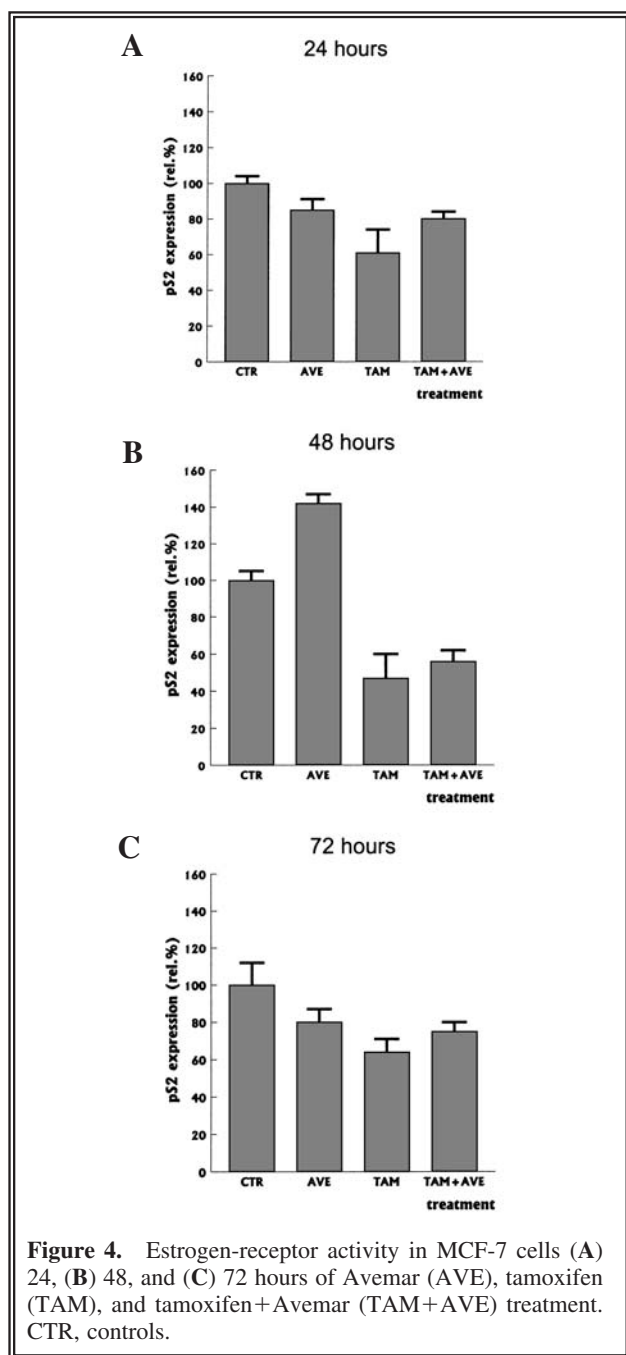 A
24 hours
pS2 expression (rel.%)
160
140
120
100
80
60
40
20
0
CTR AVE TAM TAM+AVE
treatment
B
48 hours
pS2 expression (rel.%)
160
140
120
100
80
60
40
20
0
CTR AVE TAM TAM+AVE
treatment
C
72 hours
pS2 expression (rel.%)
160
140
120
100
80
60
40
20
0
CTR AVE TAM TAM+AVE
treatment
Figure 4. Estrogen-receptor activity in MCF-7 cells (A)
24, (B) 48, and (C) 72 hours of Avemar (AVE), tamoxifen
(TAM), and tamoxifen+Avemar (TAM+AVE) treatment.
CTR, controls.